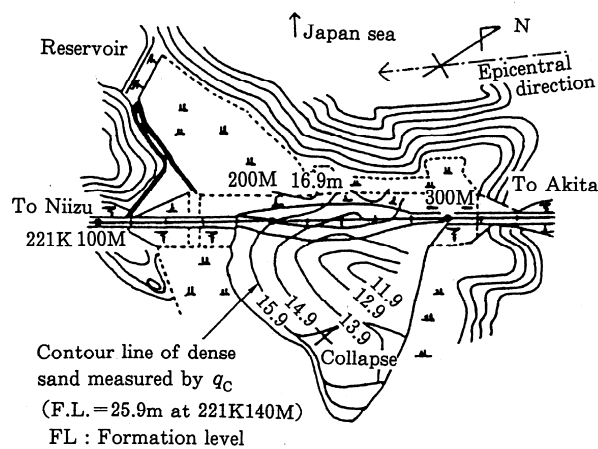 Reservoir
Japan sea
N
Epicentral
direction
200M 16.9m
300M
To Akita
To Niizu
221K 100M
11.9
12.9
13.9
14.9
15.9
Collapse
Contour line of dense
sand measured by qC
(F.L.=25.9m at 221K140M)
FL : Formation level